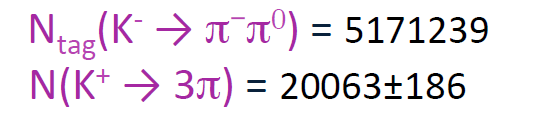 Ntag(K⁻ → π⁻π⁰) = 5171239
N(K⁺ → 3π) = 20063±186